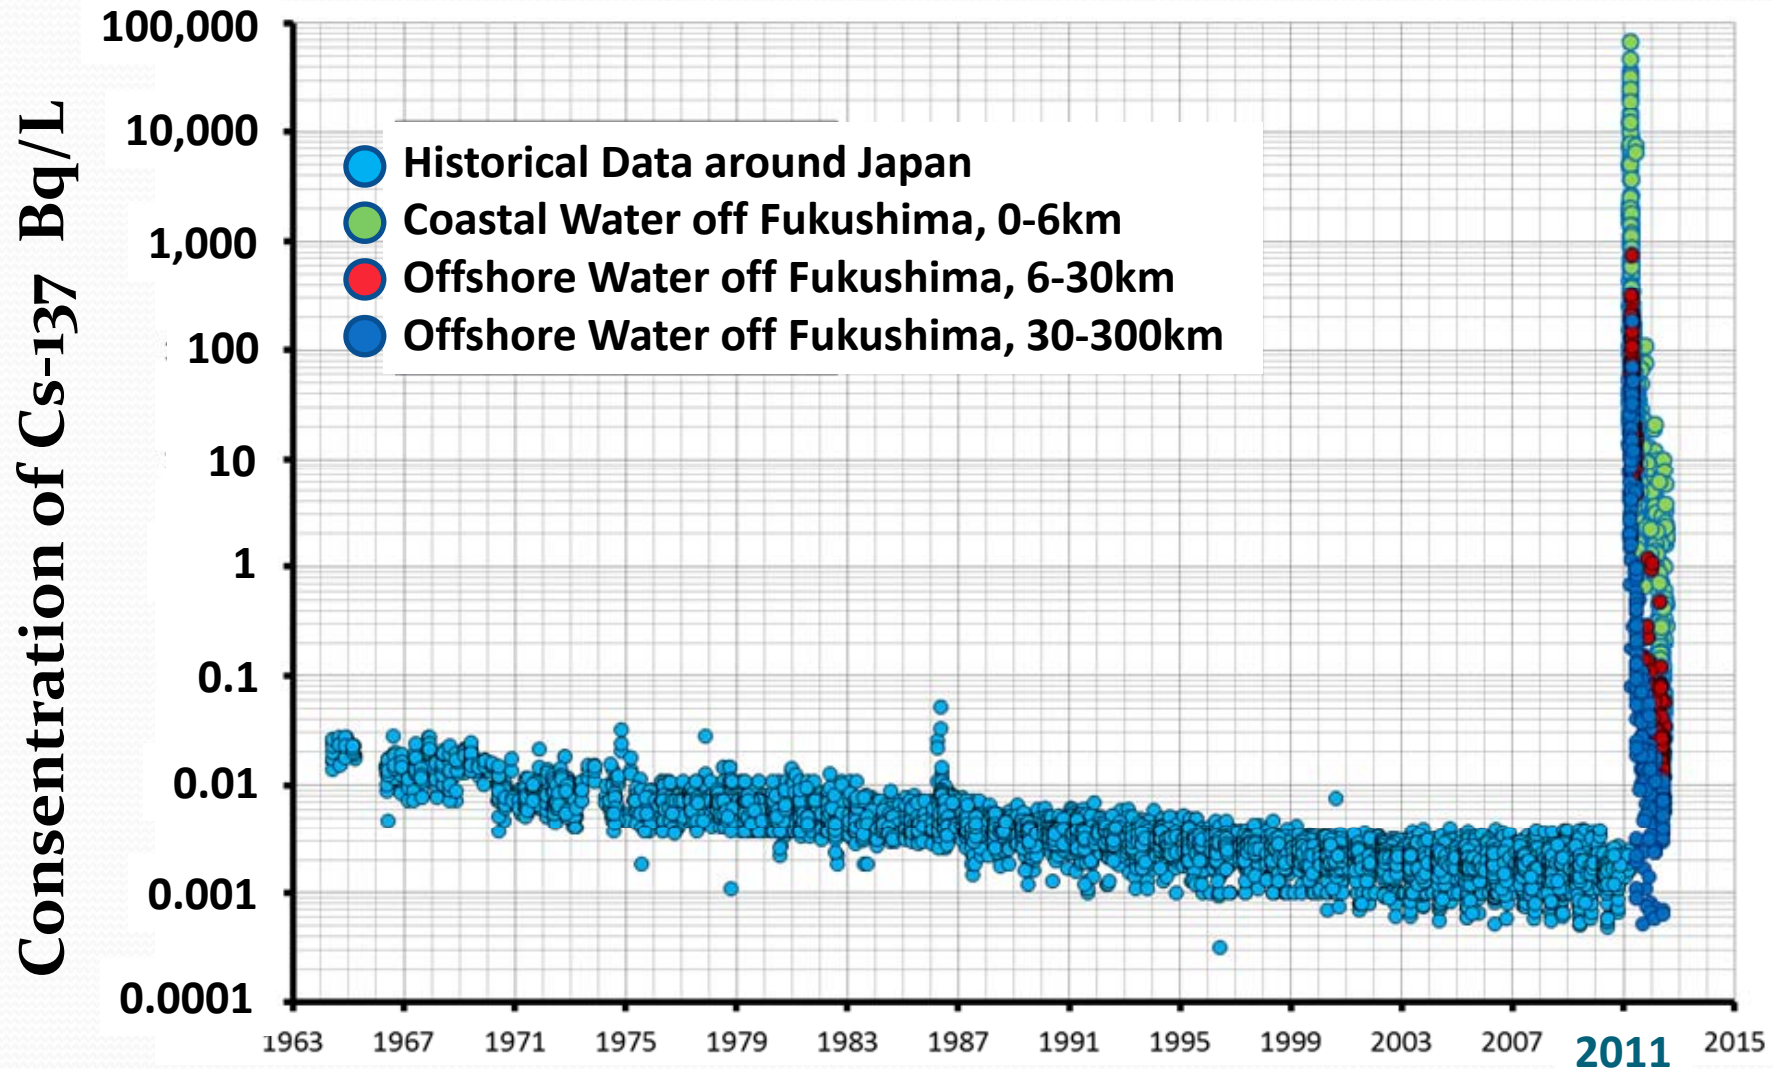 Consentration of Cs-137 Bq/L
100,000
10,000
1,000
100
10
1
0.1
0.01
0.001
0.0001
Historical Data around Japan
Coastal Water off Fukushima, 0-6km
Offshore Water off Fukushima, 6-30km
Offshore Water off Fukushima, 30-300km
1963 1967 1971 1975 1979 1983 1987 1991 1995 1999 2003 2007 2011 2015